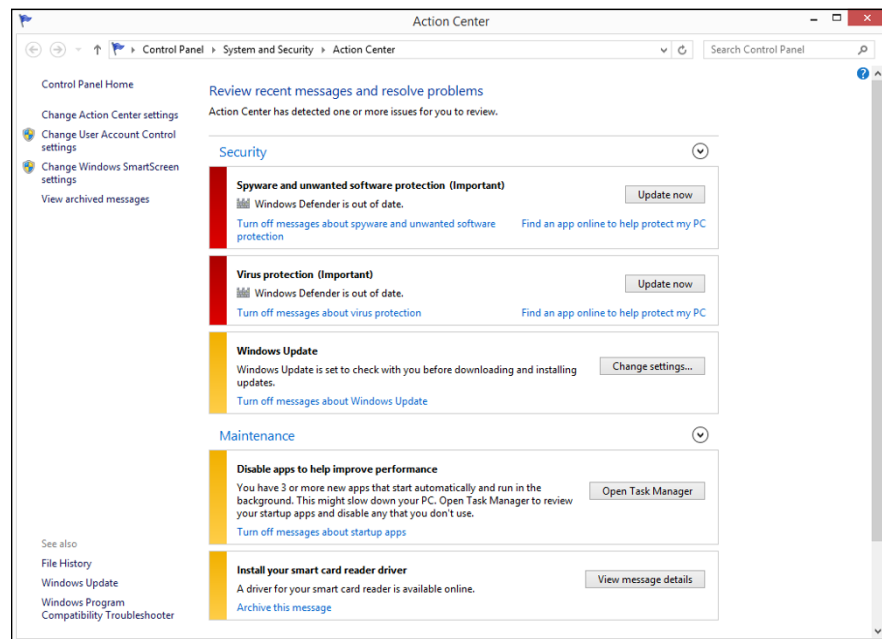 Action Center
Control Panel
System and Security
Action Center
Search Control Panel
Control Panel Home
Change Action Center settings
Change User Account Control
settings
Change Windows SmartScreen
settings
View archived messages
Review recent messages and resolve problems
Action Center has detected one or more issues for you to review.
Security
Spyware and unwanted software protection (Important)
Windows Defender is out of date.
Update now
Turn off messages about spyware and unwanted software
protection
Find an app online to help protect my PC
Virus protection (Important)
Windows Defender is out of date.
Update now
Turn off messages about virus protection
Find an app online to help protect my PC
Windows Update
Windows Update is set to check with you before downloading and installing
updates.
Change settings...
Turn off messages about Windows Update
Maintenance
Disable apps to help improve performance
You have 3 or more new apps that start automatically and run in the
background. This might slow down your PC. Open Task Manager to review
your startup apps and disable any that you don't use.
Open Task Manager
Turn off messages about startup apps
Install your smart card reader driver
A driver for your smart card reader is available online.
View message details
Archive this message
See also
File History
Windows Update
Windows Program
Compatibility Troubleshooter